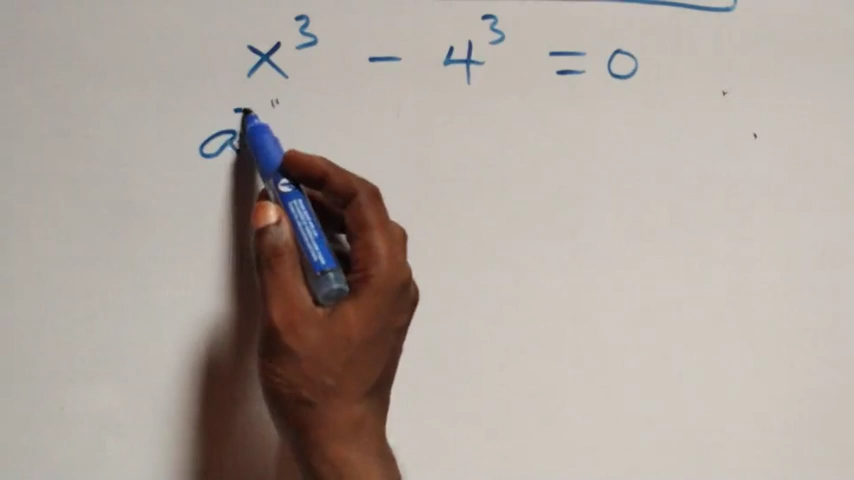 x³ - 4³ = 0
a